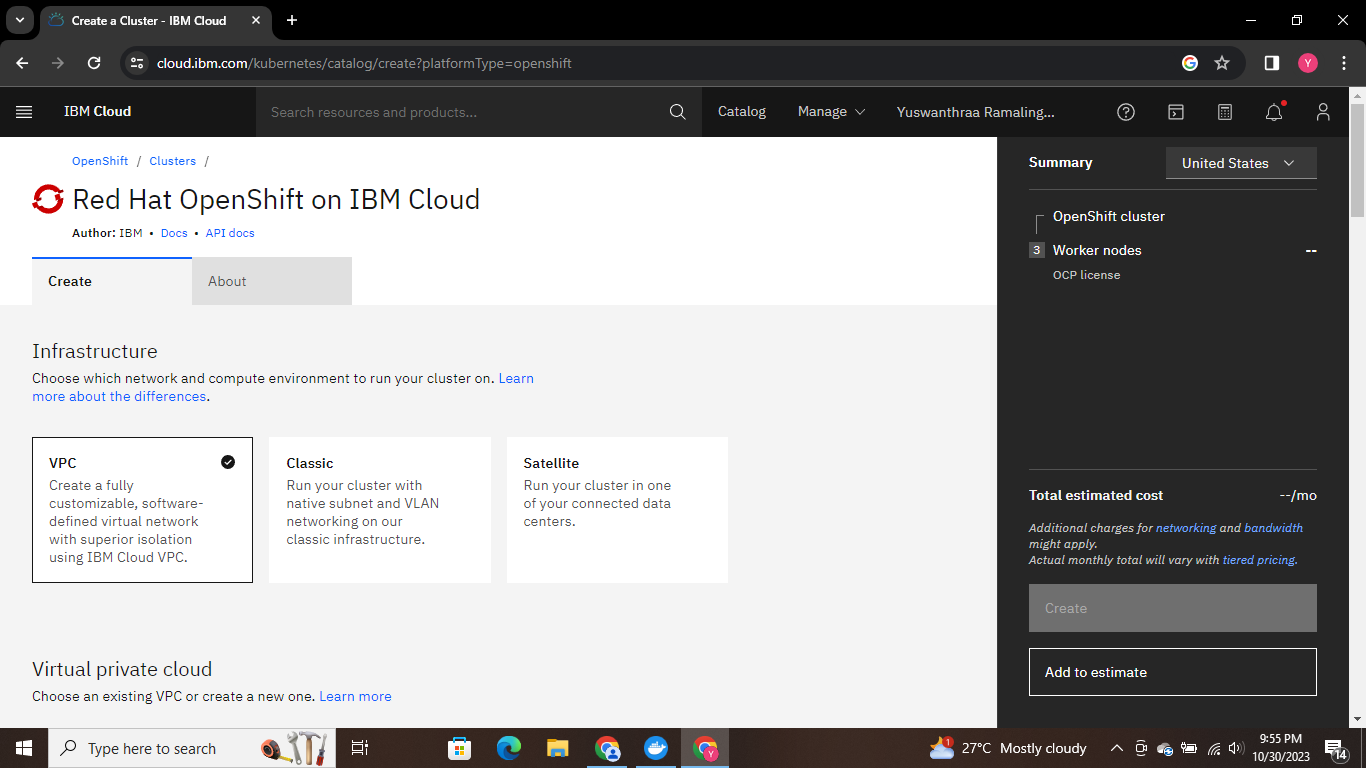 Create a Cluster - IBM Cloud
cloud.ibm.com/kubernetes/catalog/create?platformType=openshift
Y
IBM Cloud
Search resources and products...
Catalog
Manage
Yuswanthraa Ramaling...
OpenShift / Clusters /
Red Hat OpenShift on IBM Cloud
Author: IBM • Docs • API docs
Create
About
Infrastructure
Choose which network and compute environment to run your cluster on. Learn
more about the differences.
VPC
Create a fully
customizable, software-
defined virtual network
with superior isolation
using IBM Cloud VPC.
Classic
Run your cluster with
native subnet and VLAN
networking on our
classic infrastructure.
Satellite
Run your cluster in one
of your connected data
centers.
Virtual private cloud
Choose an existing VPC or create a new one. Learn more
Summary
United States
OpenShift cluster
3 Worker nodes --
OCP license
Total estimated cost --/mo
Additional charges for networking and bandwidth
might apply.
Actual monthly total will vary with tiered pricing.
Create
Add to estimate
Type here to search
Y
1
27°C Mostly cloudy
9:55 PM
10/30/2023
14